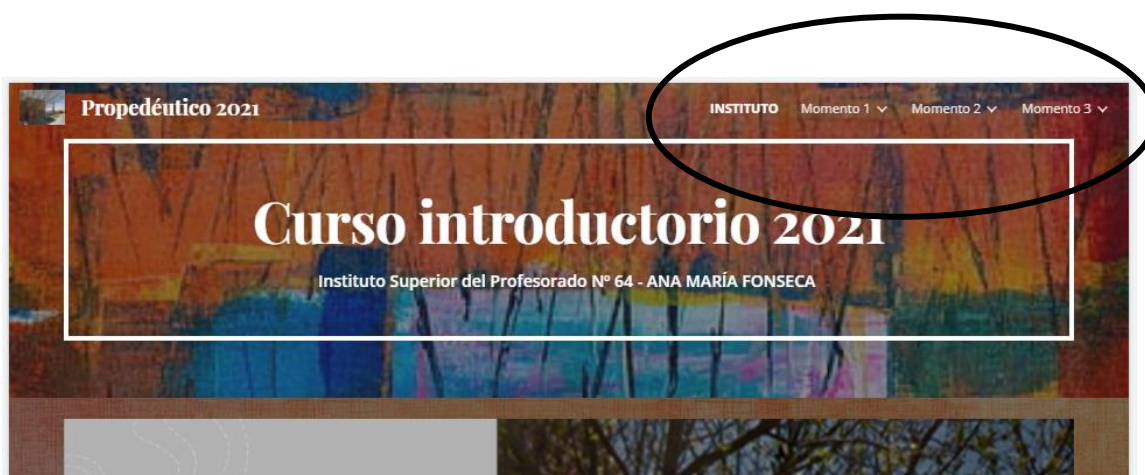 Propedéutico 2021
INSTITUTO Momento 1 Momento 2 Momento 3
Curso introductorio 2021
Instituto Superior del Profesorado Nº 64 - ANA MARÍA FONSECA